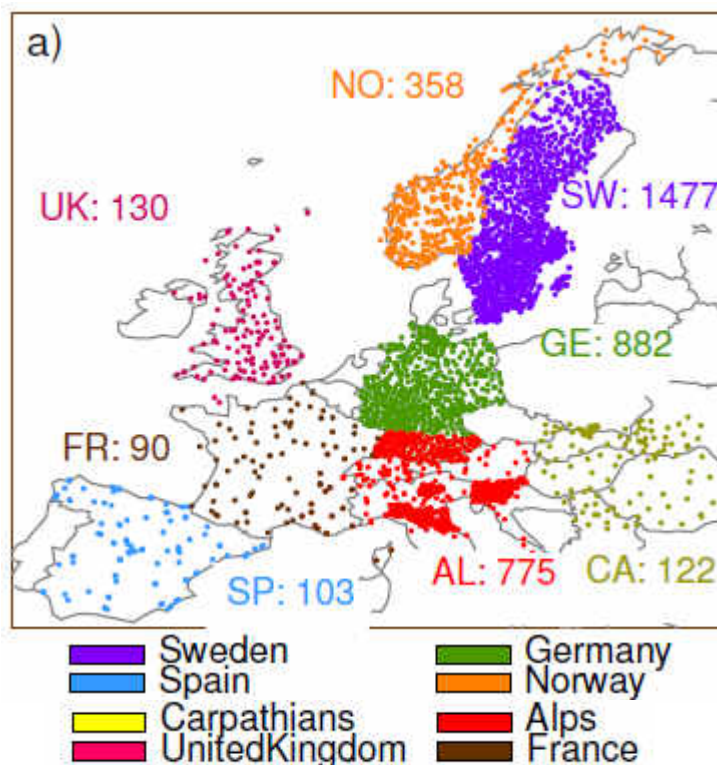 a)
NO: 358
UK: 130
SW: 1477
GE: 882
FR: 90
AL: 775
CA: 122
SP: 103
Sweden
Germany
Spain
Norway
Carpathians
Alps
UnitedKingdom
France